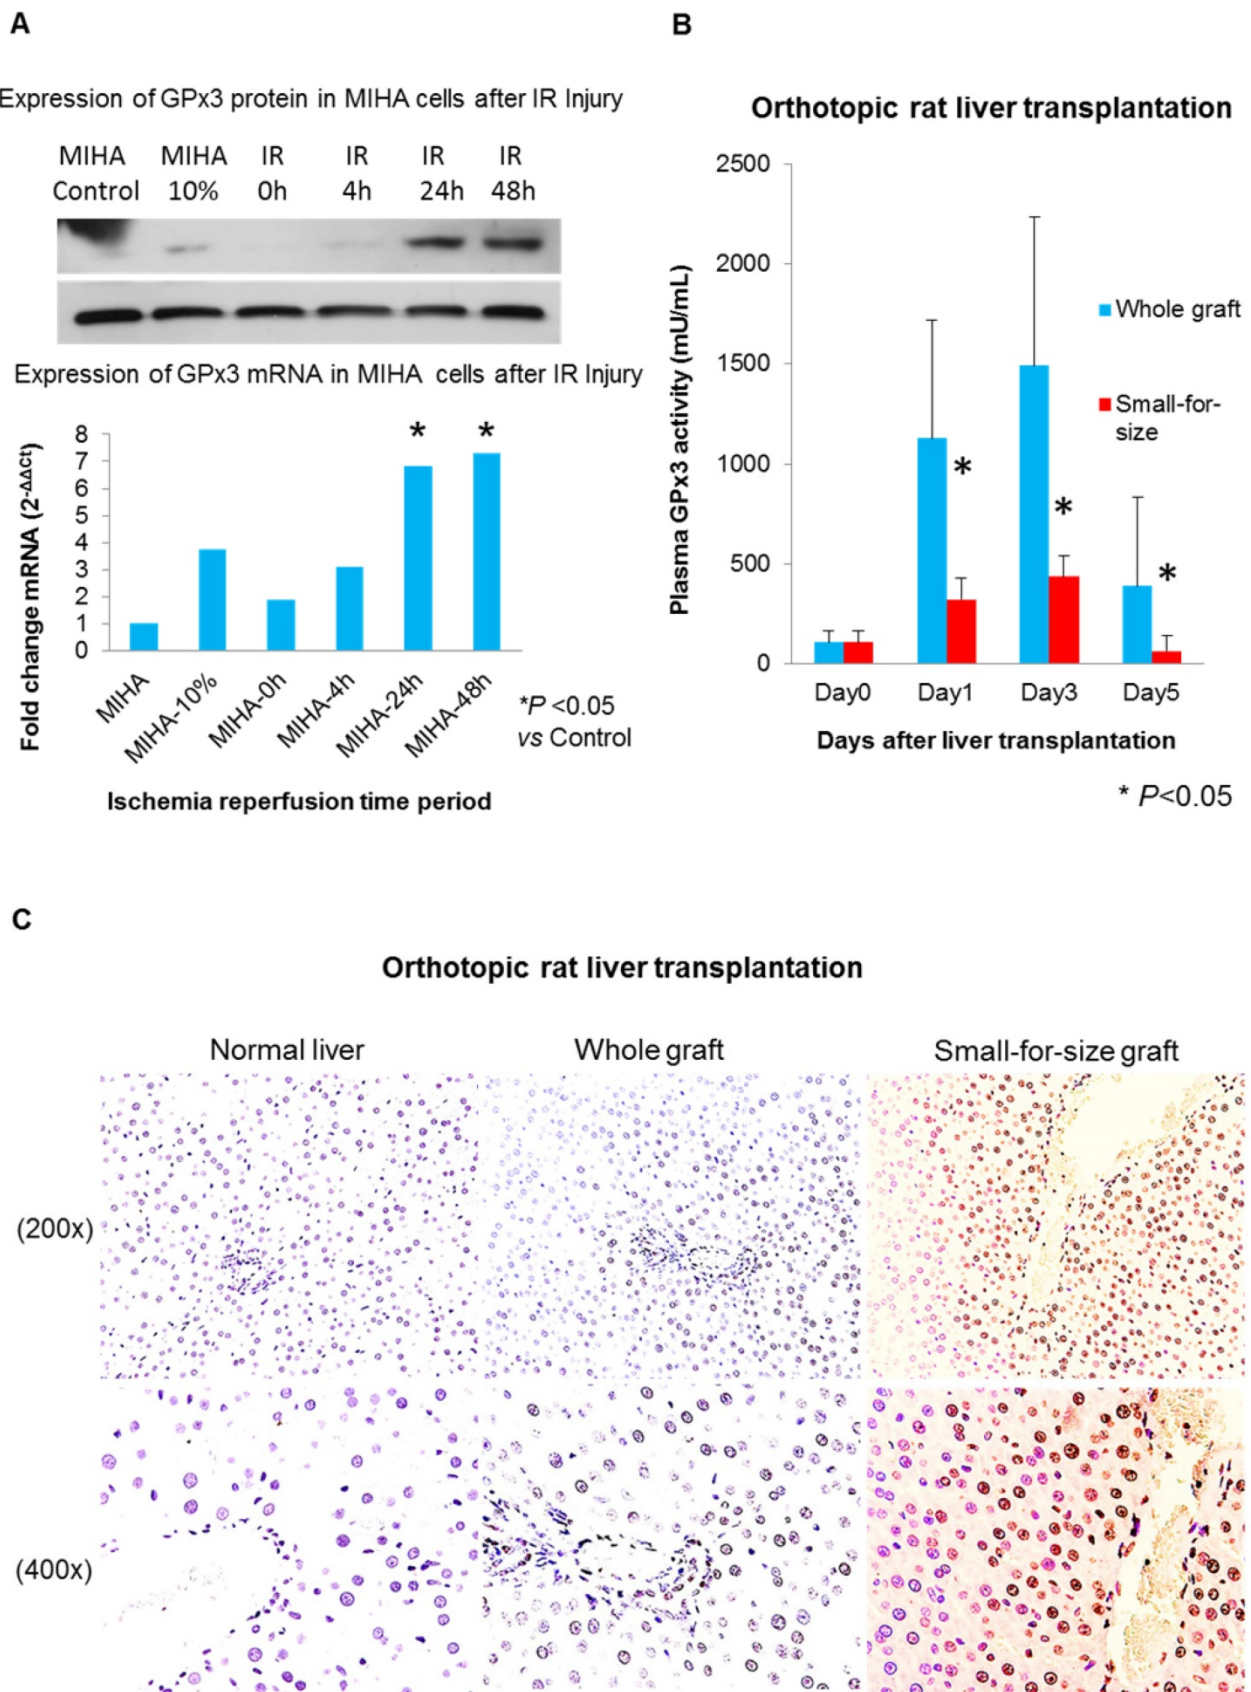 A
Expression of GPx3 protein in MIHA cells after IR Injury
MIHA MIHA IR IR IR IR
Control 10% 0h 4h 24h 48h
Expression of GPx3 mRNA in MIHA cells after IR Injury
Fold change mRNA (2-ΔΔCt)
8
7
6
5
4
3
2
1
0
* *
MIHA
MIHA-10%
MIHA-0h
MIHA-4h
MIHA-24h
MIHA-48h
*P <0.05
vs Control
Ischemia reperfusion time period
B
Orthotopic rat liver transplantation
Plasma GPx3 activity (mU/mL)
2500
2000
1500
1000
500
0
* * *
Whole graft
Small-for-
size
Day0 Day1 Day3 Day5
Days after liver transplantation
* P<0.05
C
Orthotopic rat liver transplantation
Normal liver Whole graft Small-for-size graft
(200x)
(400x)